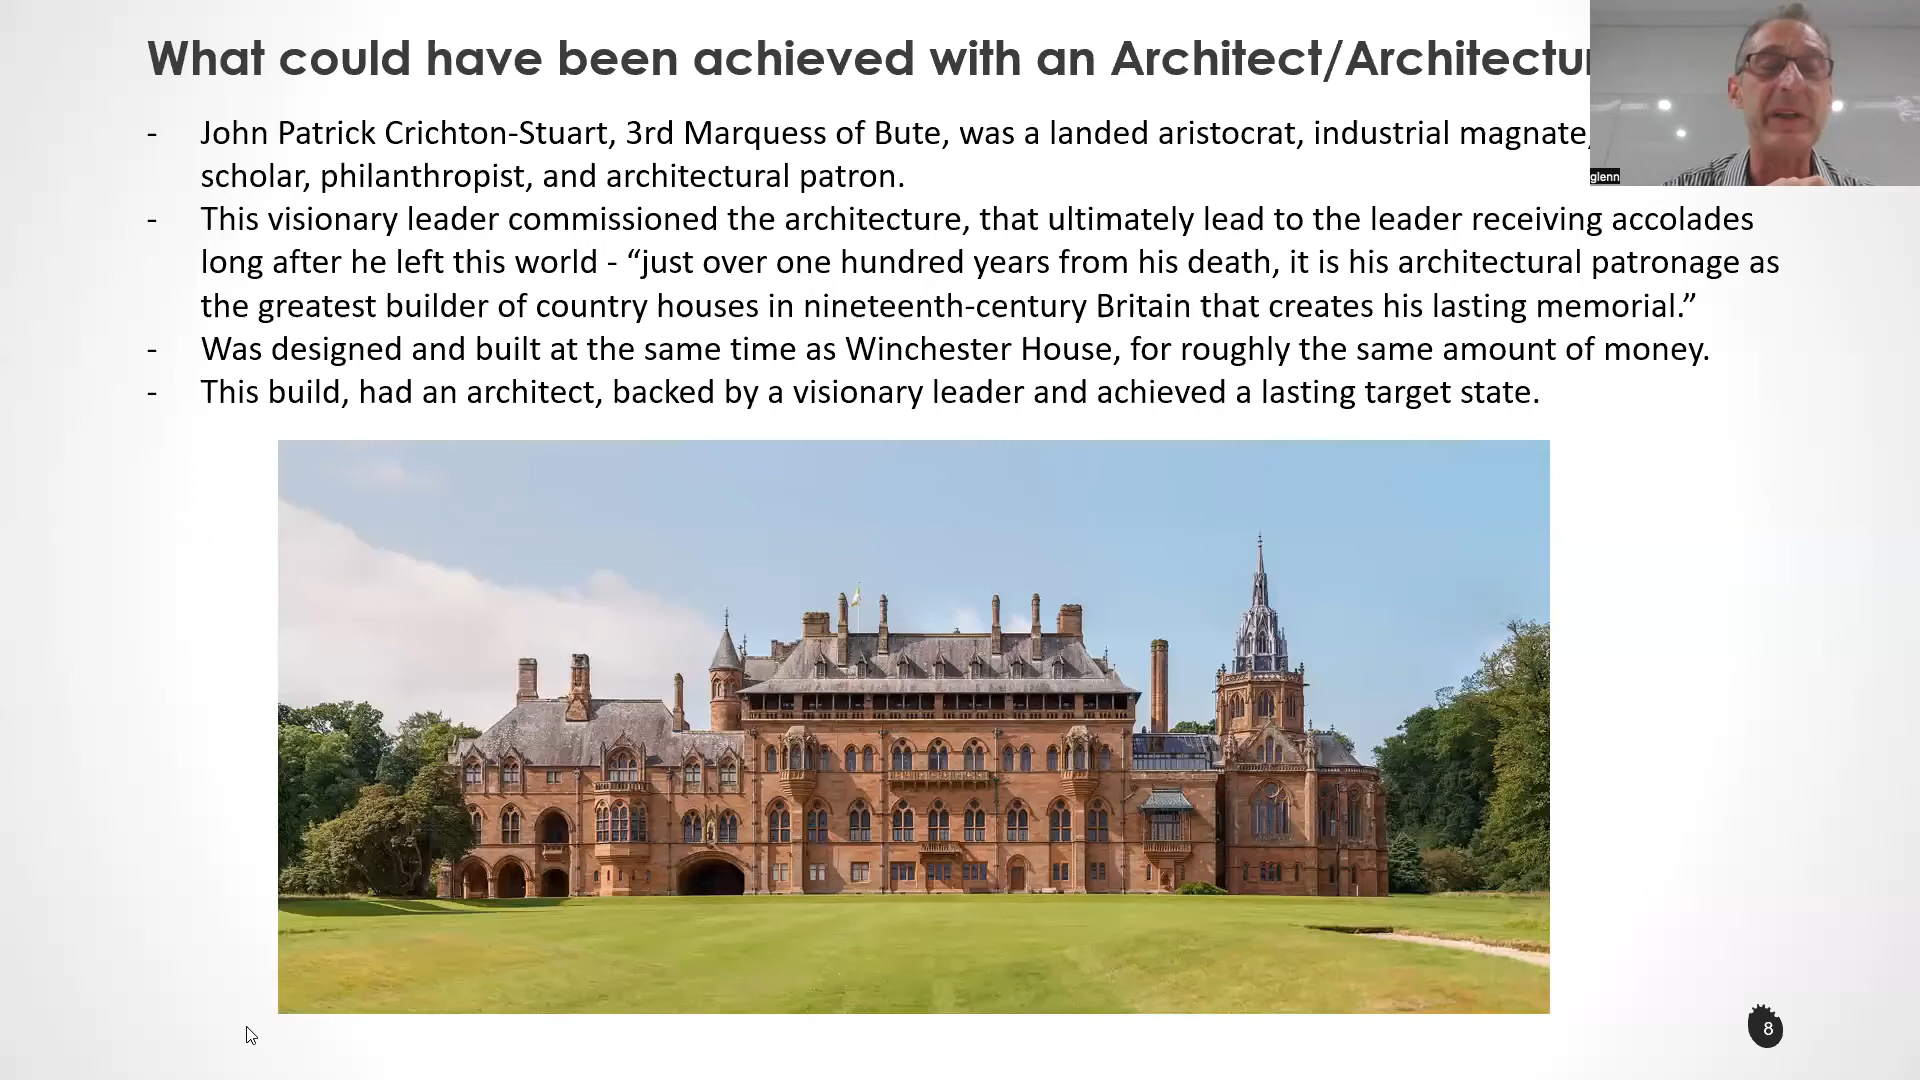 What could have been achieved with an Architect/Architectu
- John Patrick Crichton-Stuart, 3rd Marquess of Bute, was a landed aristocrat, industrial magnate,
scholar, philanthropist, and architectural patron.
- This visionary leader commissioned the architecture, that ultimately lead to the leader receiving accolades
long after he left this world - “just over one hundred years from his death, it is his architectural patronage as
the greatest builder of country houses in nineteenth-century Britain that creates his lasting memorial.”
- Was designed and built at the same time as Winchester House, for roughly the same amount of money.
- This build, had an architect, backed by a visionary leader and achieved a lasting target state.
glenn
8